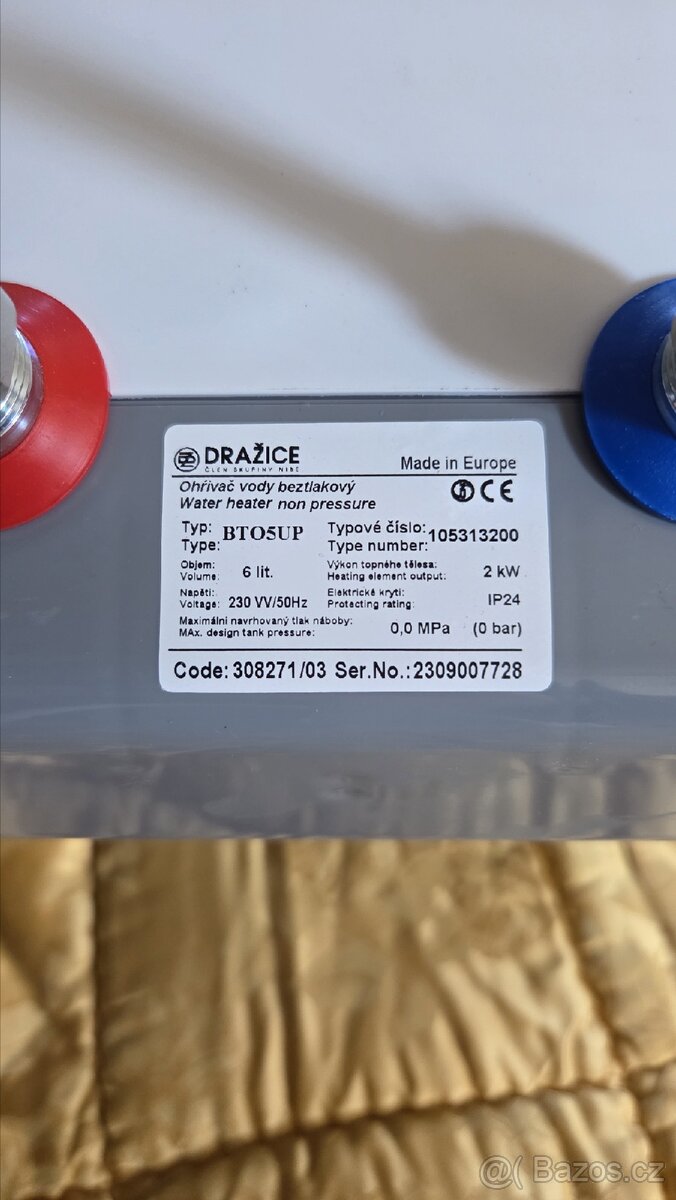 DRAŽICE
ČLEN SKUPINY NIBE
Made in Europe
Ohřívač vody beztlakový
Water heater non pressure
CE
Typ: BTO5UP Typové číslo: 105313200
Type: Type number:
Objem: 6 lit. Výkon topného tělesa: 2 kW
Volume: Heating element output:
Napětí: 230 VV/50Hz Elektrické krytí: IP24
Voltage: Protecting rating:
Maximální navrhovaný tlak náboby: 0,0 MPa (0 bar)
MAx. design tank pressure:
Code: 308271/03 Ser.No.: 2309007728
@( Bazos.cz